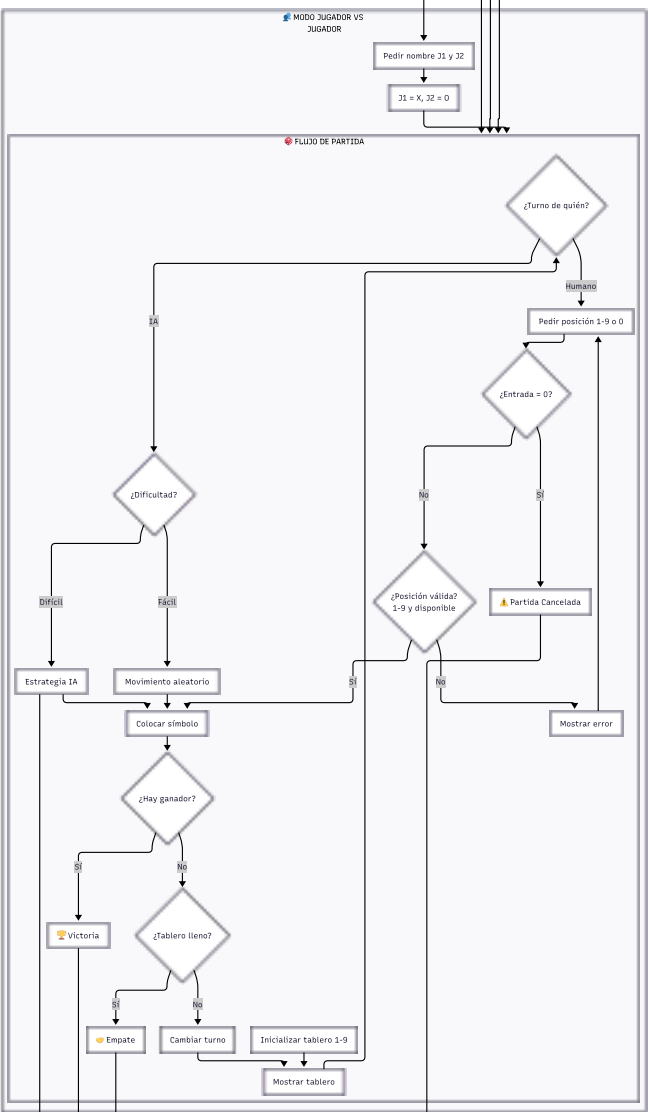 MODO JUGADOR VS
JUGADOR
Pedir nombre J1 y J2
J1 = X, J2 = O
FLUJO DE PARTIDA
¿Turno de quién?
Humano
IA
Pedir posición 1-9 o 0
¿Entrada = 0?
No
Sí
¿Dificultad?
¿Posición válida?
1-9 y disponible
Difícil
Fácil
Partida Cancelada
Estrategia IA
Movimiento aleatorio
Sí
No
Colocar símbolo
Mostrar error
¿Hay ganador?
Sí
No
Victoria
¿Tablero lleno?
Sí
No
Empate
Cambiar turno
Inicializar tablero 1-9
Mostrar tablero